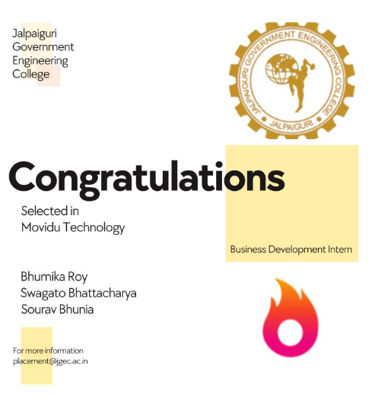 Jalpaiguri
Government
Engineering
College
JALPAIGURI GOVERNMENT ENGINEERING COLLEGE
• JALPAIGURI •
Congratulations
Selected in
Movidu Technology
Business Development Intern
Bhumika Roy
Swagato Bhattacharya
Sourav Bhunia
For more information
placement@jgec.ac.in